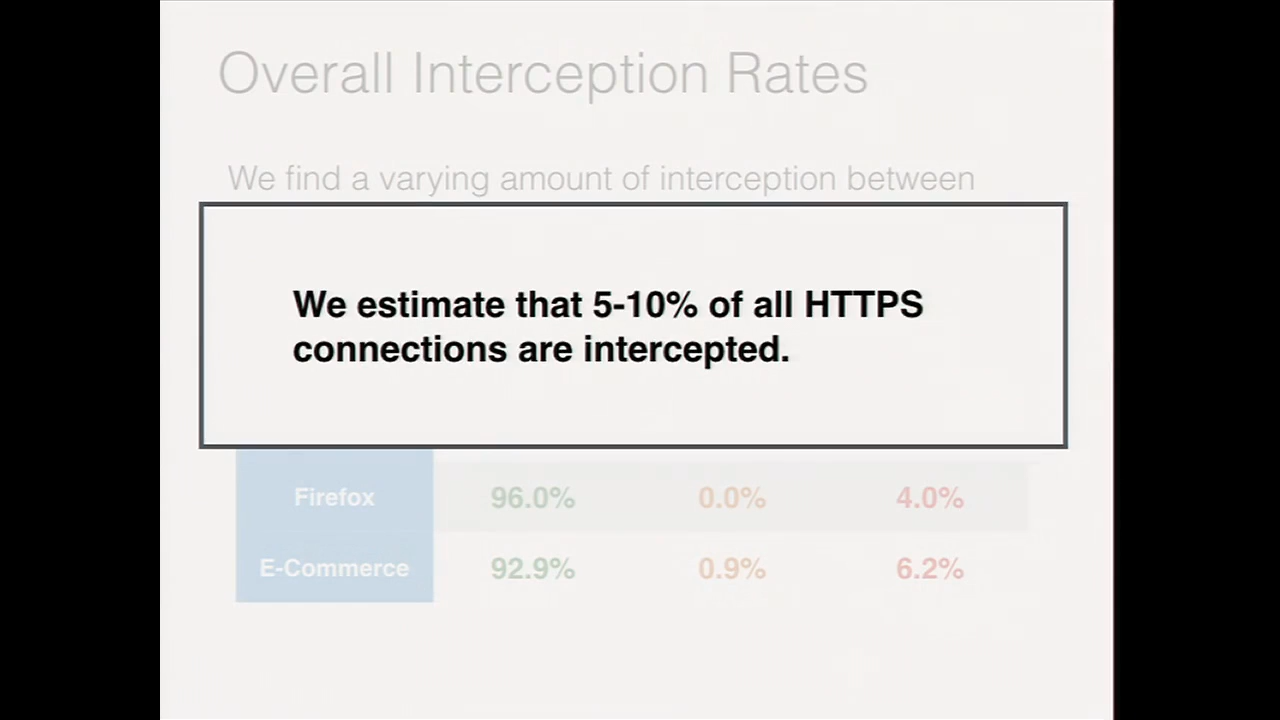 Overall Interception Rates
We find a varying amount of interception between
We estimate that 5-10% of all HTTPS
connections are intercepted.
Firefox 96.0% 0.0% 4.0%
E-Commerce 92.9% 0.9% 6.2%